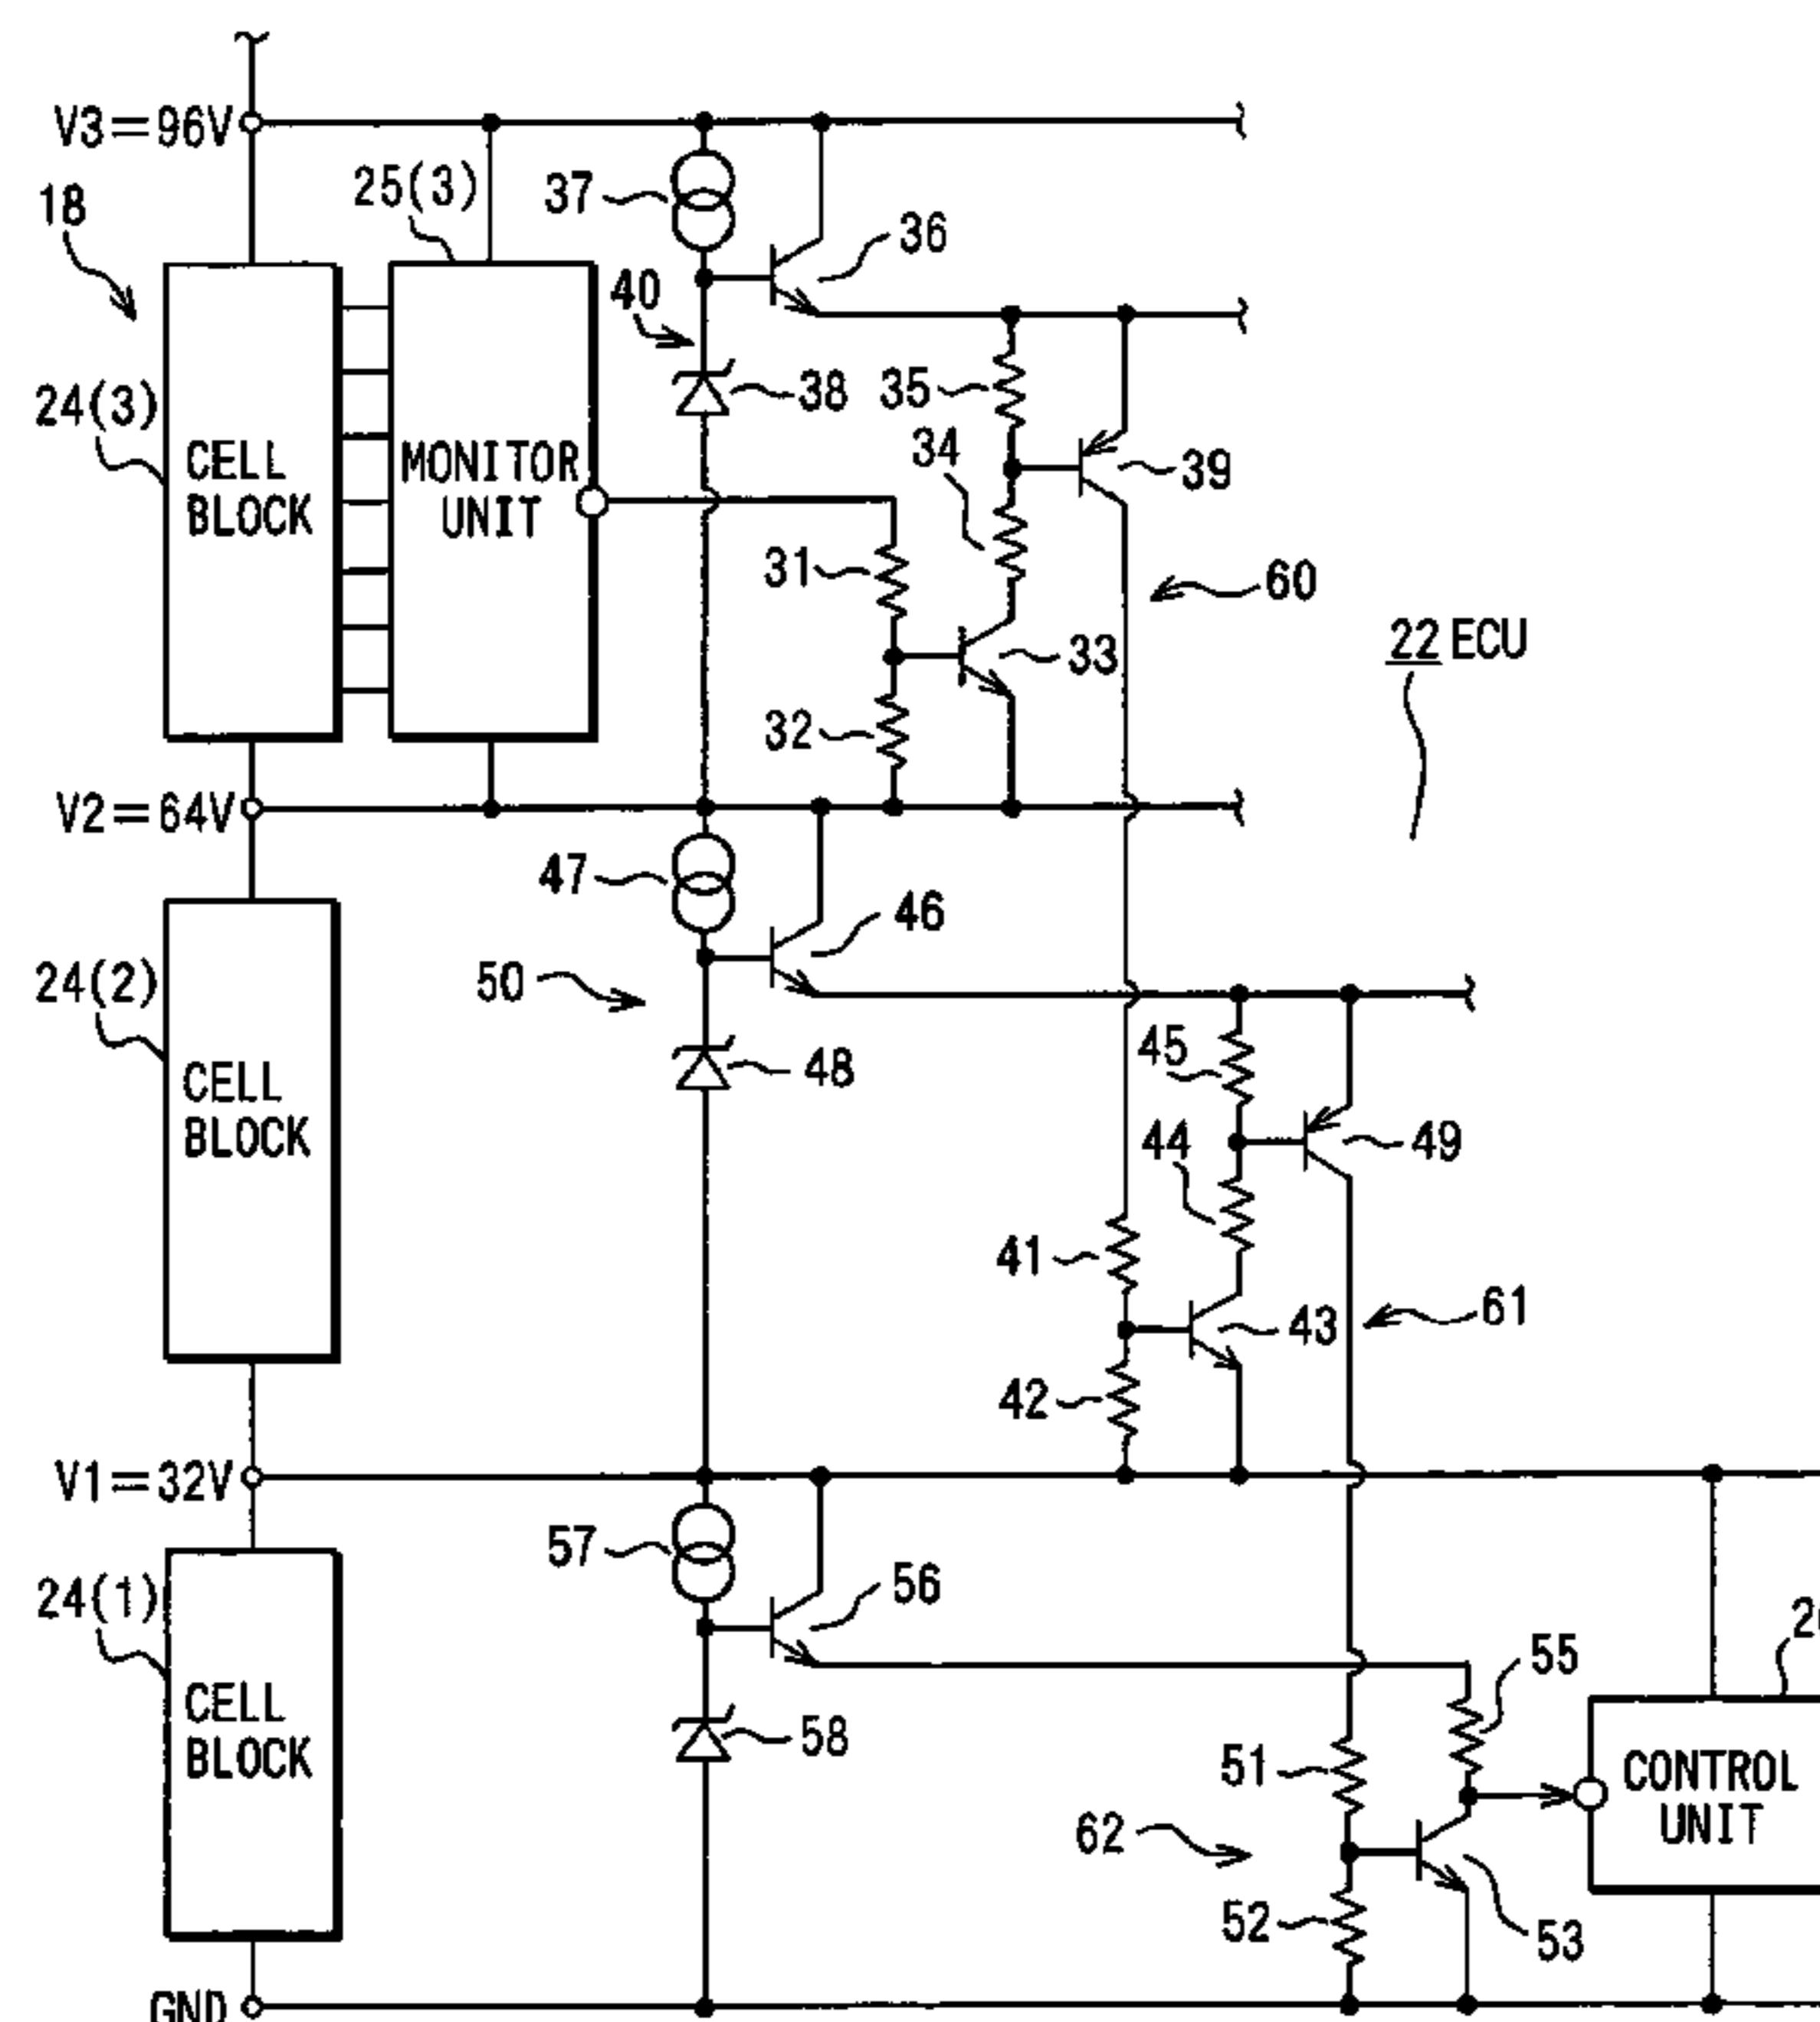 V3=96V
18
25(3)
37
36
40
24(3)
CELL
BLOCK
MONITOR
UNIT
38
35
34
39
31
60
33
32
22 ECU
V2=64V
47
46
50
24(2)
CELL
BLOCK
48
45
44
49
41
43
61
42
V1=32V
57
56
24(1)
CELL
BLOCK
58
55
51
CONTROL
UNIT
62
52
53
GND